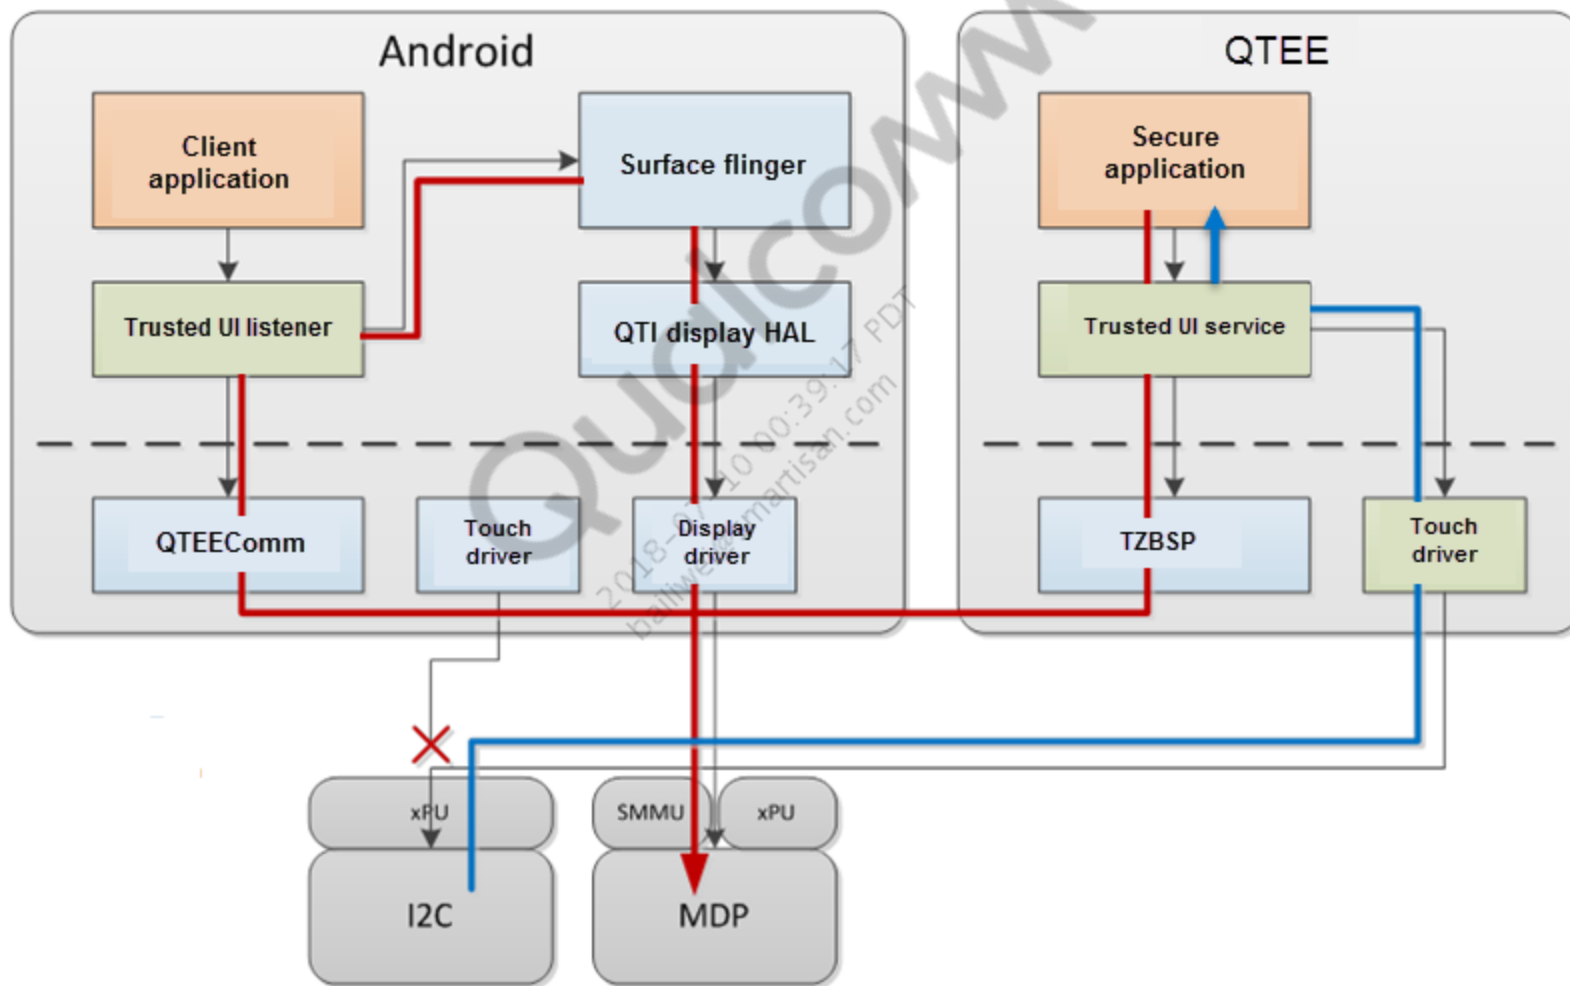 Android
QTEE
Client
application
Surface flinger
Secure
application
Trusted UI listener
QTI display HAL
Trusted UI service
QTEEComm
Touch
driver
Display
driver
TZBSP
Touch
driver
xPU
SMMU
xPU
I2C
MDP